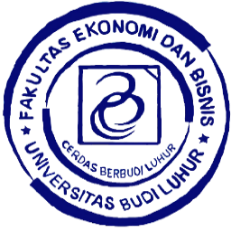 ★ FAKULTAS EKONOMI DAN BISNIS ★
UNIVERSITAS BUDI LUHUR
CERDAS BERBUDI LUHUR